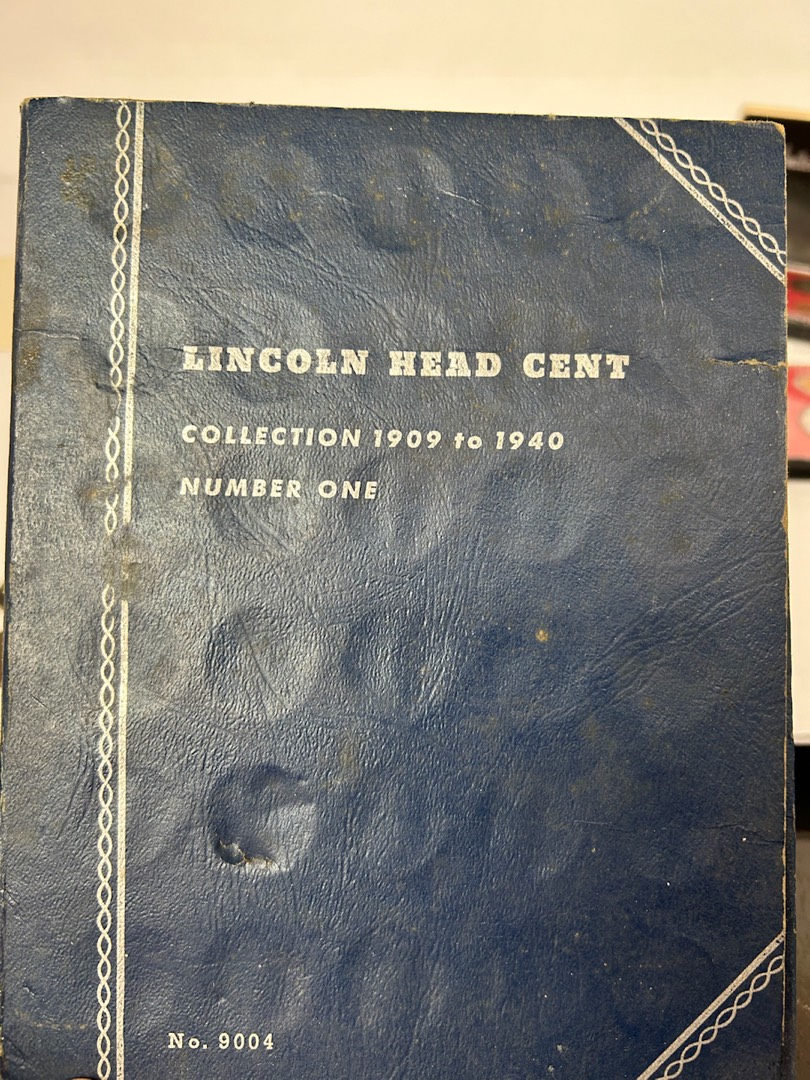 LINCOLN HEAD CENT
COLLECTION 1909 to 1940
NUMBER ONE
No. 9004